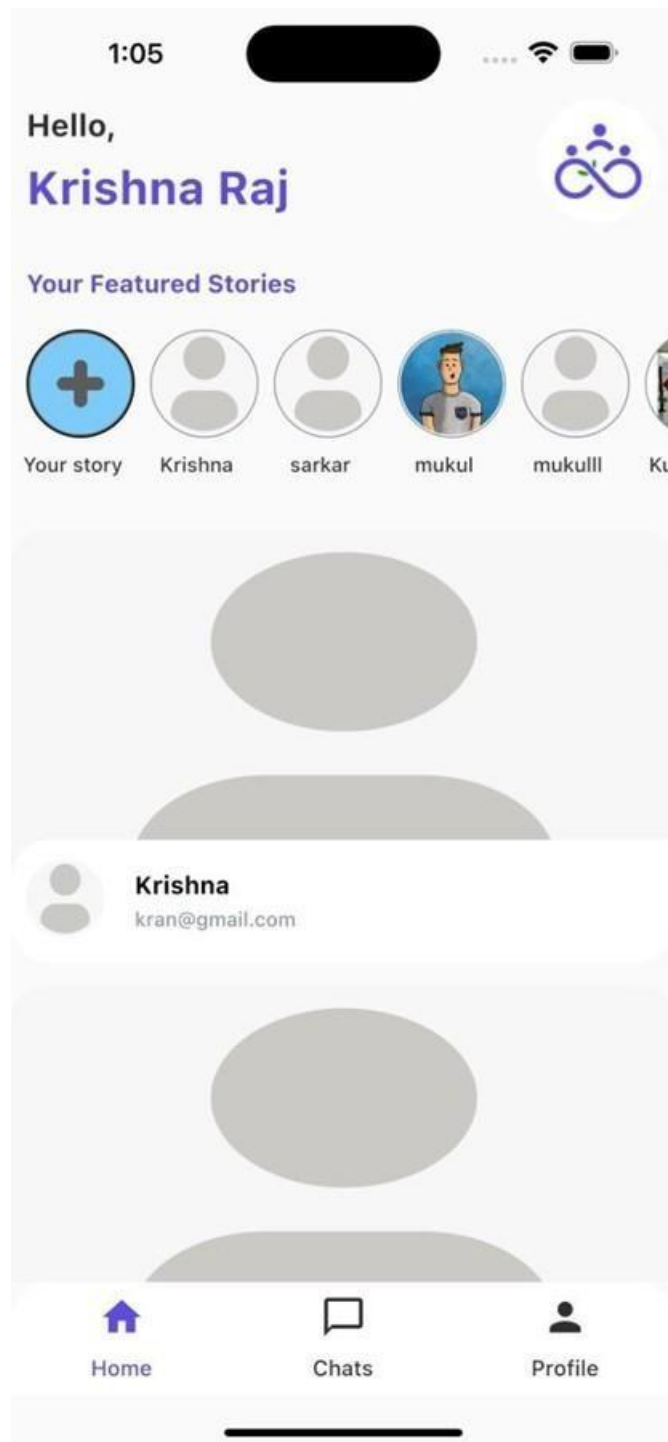 1:05
Hello,
Krishna Raj
Your Featured Stories
Your story Krishna sarkar mukul mukulll Ku
Krishna
kran@gmail.com
Home Chats Profile